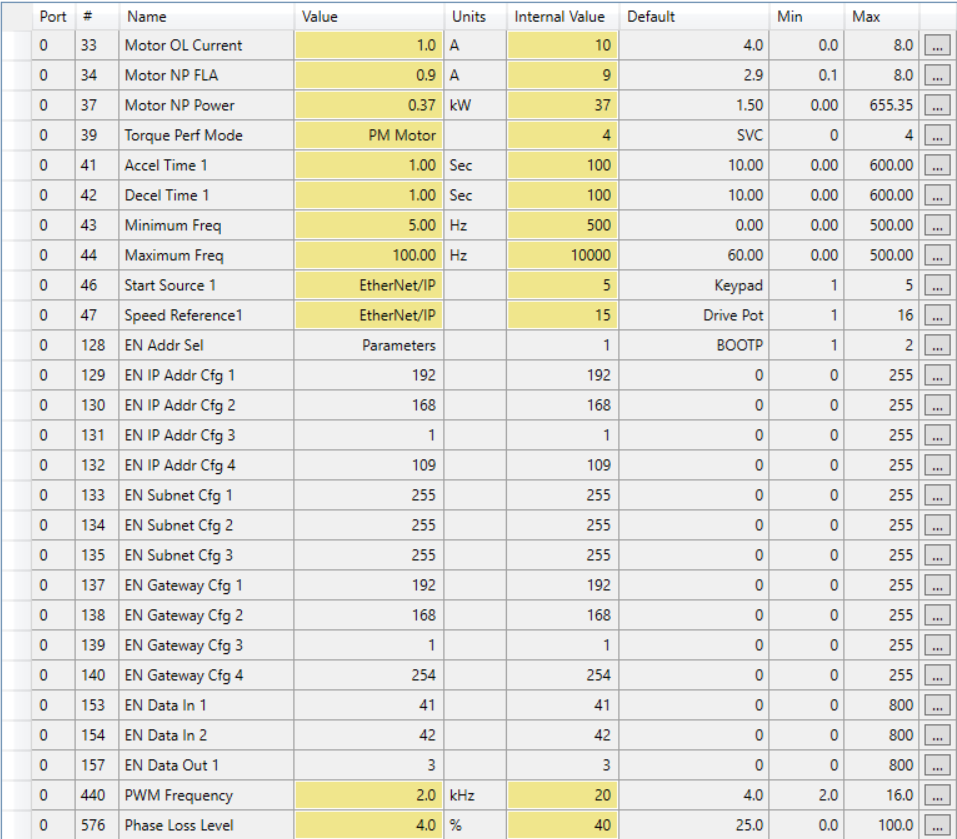 Port # Name Value Units Internal Value Default Min Max
0 33 Motor OL Current 1.0 A 10 4.0 0.0 8.0 ...
0 34 Motor NP FLA 0.9 A 9 2.9 0.1 8.0 ...
0 37 Motor NP Power 0.37 kW 37 1.50 0.00 655.35 ...
0 39 Torque Perf Mode PM Motor 4 SVC 0 4 ...
0 41 Accel Time 1 1.00 Sec 100 10.00 0.00 600.00 ...
0 42 Decel Time 1 1.00 Sec 100 10.00 0.00 600.00 ...
0 43 Minimum Freq 5.00 Hz 500 0.00 0.00 500.00 ...
0 44 Maximum Freq 100.00 Hz 10000 60.00 0.00 500.00 ...
0 46 Start Source 1 EtherNet/IP 5 Keypad 1 5 ...
0 47 Speed Reference1 EtherNet/IP 15 Drive Pot 1 16 ...
0 128 EN Addr Sel Parameters 1 BOOTP 1 2 ...
0 129 EN IP Addr Cfg 1 192 192 0 0 255 ...
0 130 EN IP Addr Cfg 2 168 168 0 0 255 ...
0 131 EN IP Addr Cfg 3 1 1 0 0 255 ...
0 132 EN IP Addr Cfg 4 109 109 0 0 255 ...
0 133 EN Subnet Cfg 1 255 255 0 0 255 ...
0 134 EN Subnet Cfg 2 255 255 0 0 255 ...
0 135 EN Subnet Cfg 3 255 255 0 0 255 ...
0 137 EN Gateway Cfg 1 192 192 0 0 255 ...
0 138 EN Gateway Cfg 2 168 168 0 0 255 ...
0 139 EN Gateway Cfg 3 1 1 0 0 255 ...
0 140 EN Gateway Cfg 4 254 254 0 0 255 ...
0 153 EN Data In 1 41 41 0 0 800 ...
0 154 EN Data In 2 42 42 0 0 800 ...
0 157 EN Data Out 1 3 3 0 0 800 ...
0 440 PWM Frequency 2.0 kHz 20 4.0 2.0 16.0 ...
0 576 Phase Loss Level 4.0 % 40 25.0 0.0 100.0 ...